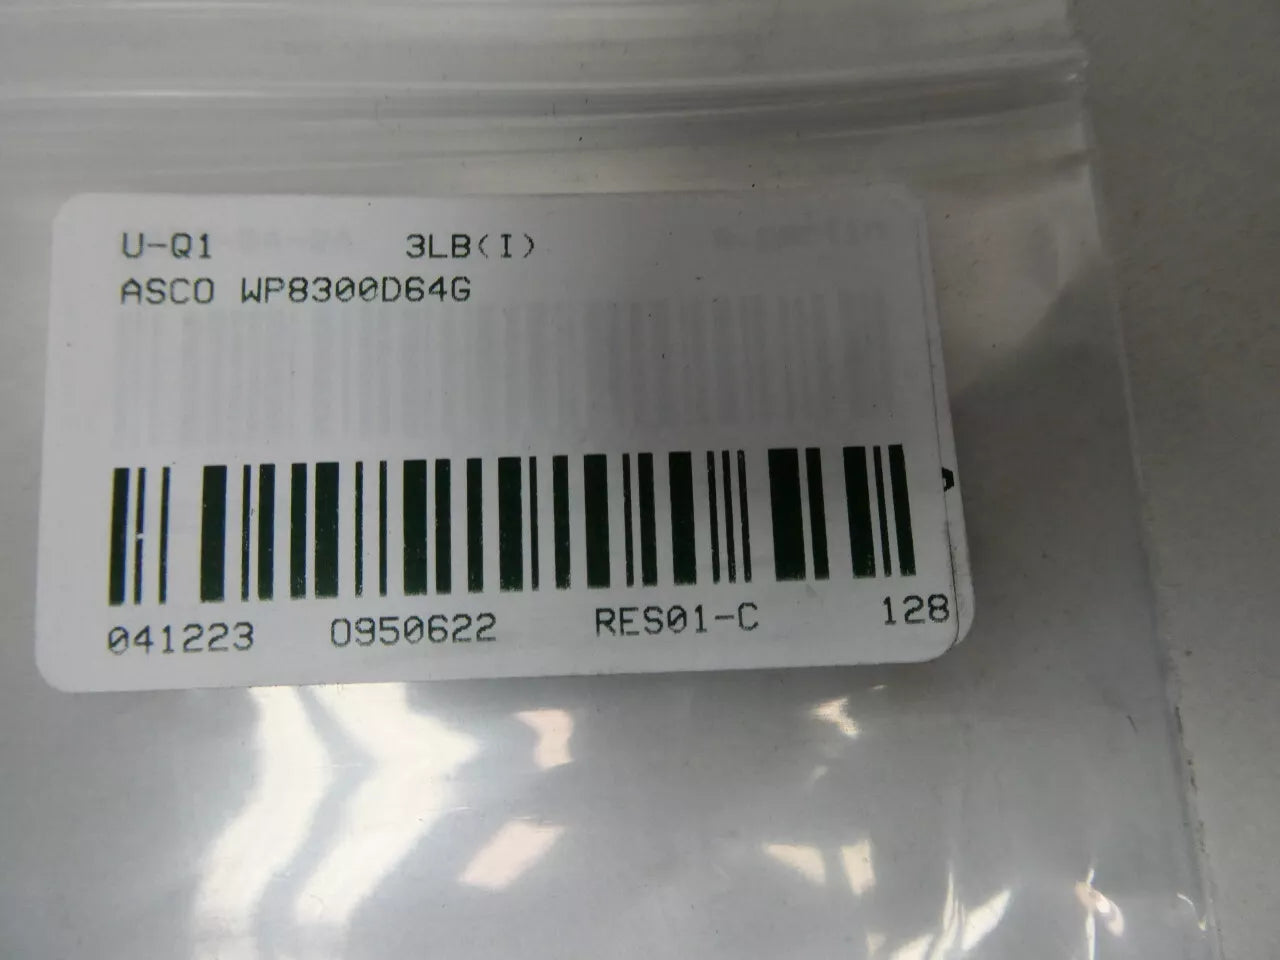 U-Q1 3LB(I)
ASCO WP8300D64G
041223 0950622 RES01-C 128